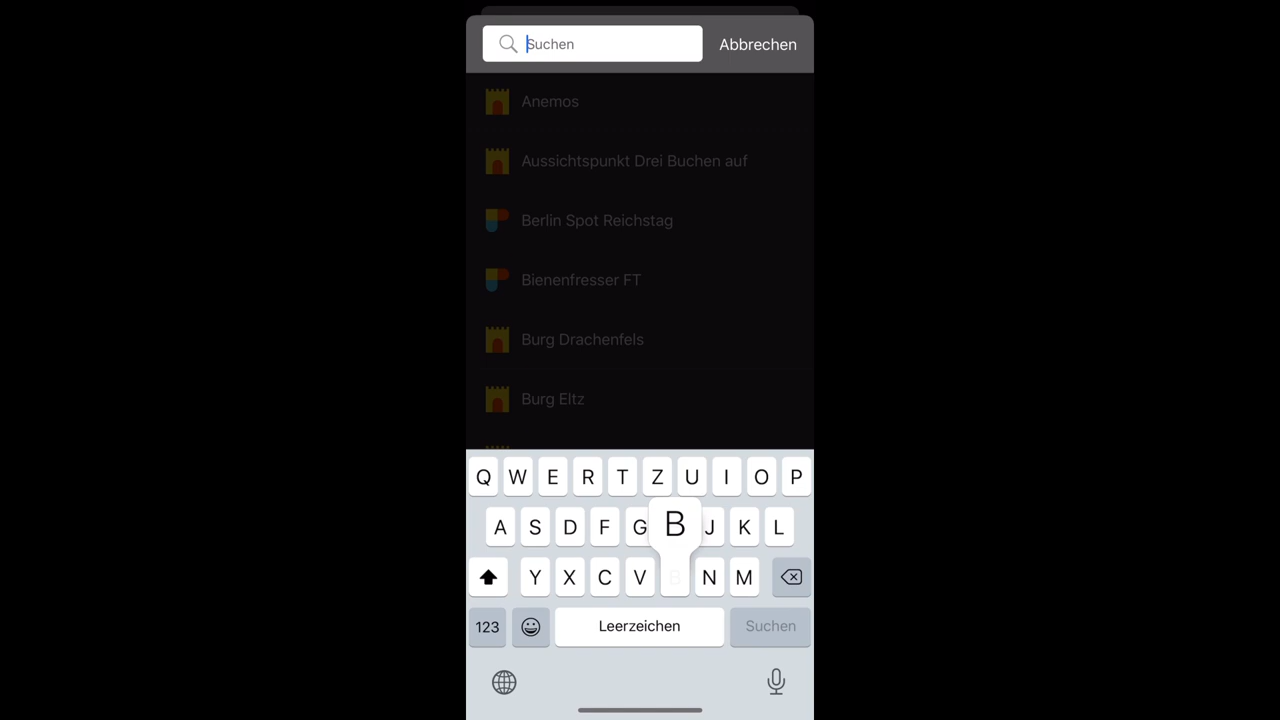 Suchen Abbrechen
Anemos
Aussichtspunkt Drei Buchen auf
Berlin Spot Reichstag
Bienenfresser FT
Burg Drachenfels
Burg Eltz
Q W E R T Z U I O P
A S D F G B J K L
Y X C V B N M
123 Leerzeichen Suchen